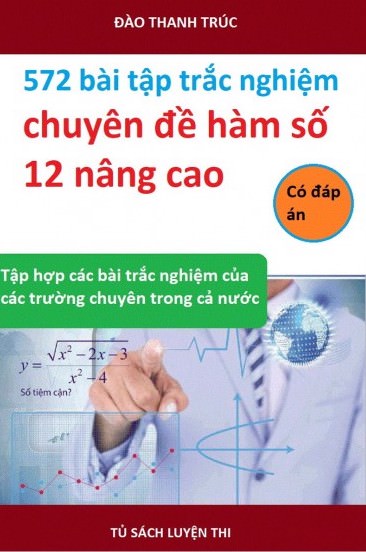 ĐÀO THANH TRÚC
572 bài tập trắc nghiệm
chuyên đề hàm số
12 nâng cao
Có đáp
án
Tập hợp các bài trắc nghiệm của
các trường chuyên trong cả nước
y = √(x² − 2x − 3) / (x² − 4)
Số tiệm cận?
TỦ SÁCH LUYỆN THI